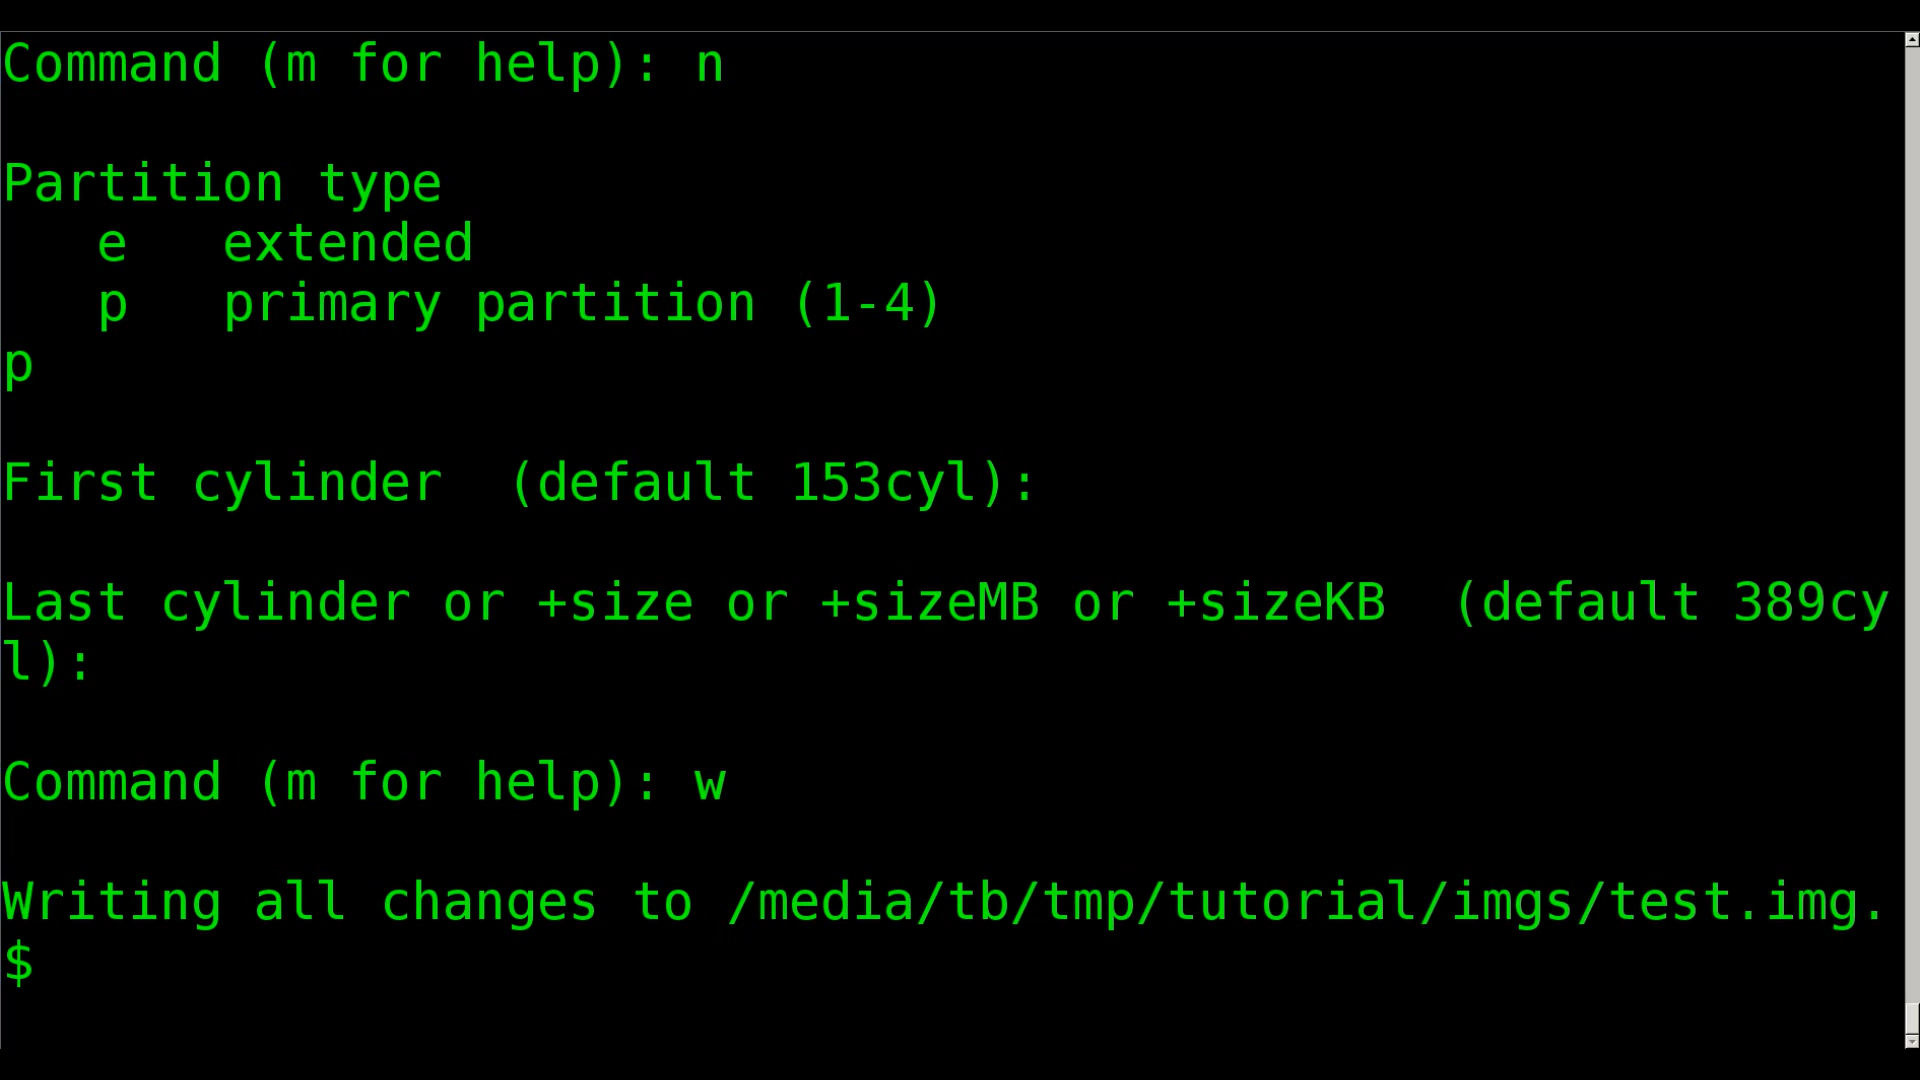 Command (m for help): n
Partition type
e   extended
p   primary partition (1-4)
p
First cylinder  (default 153cyl):
Last cylinder or +size or +sizeMB or +sizeKB  (default 389cy
l):
Command (m for help): w
Writing all changes to /media/tb/tmp/tutorial/imgs/test.img.
$